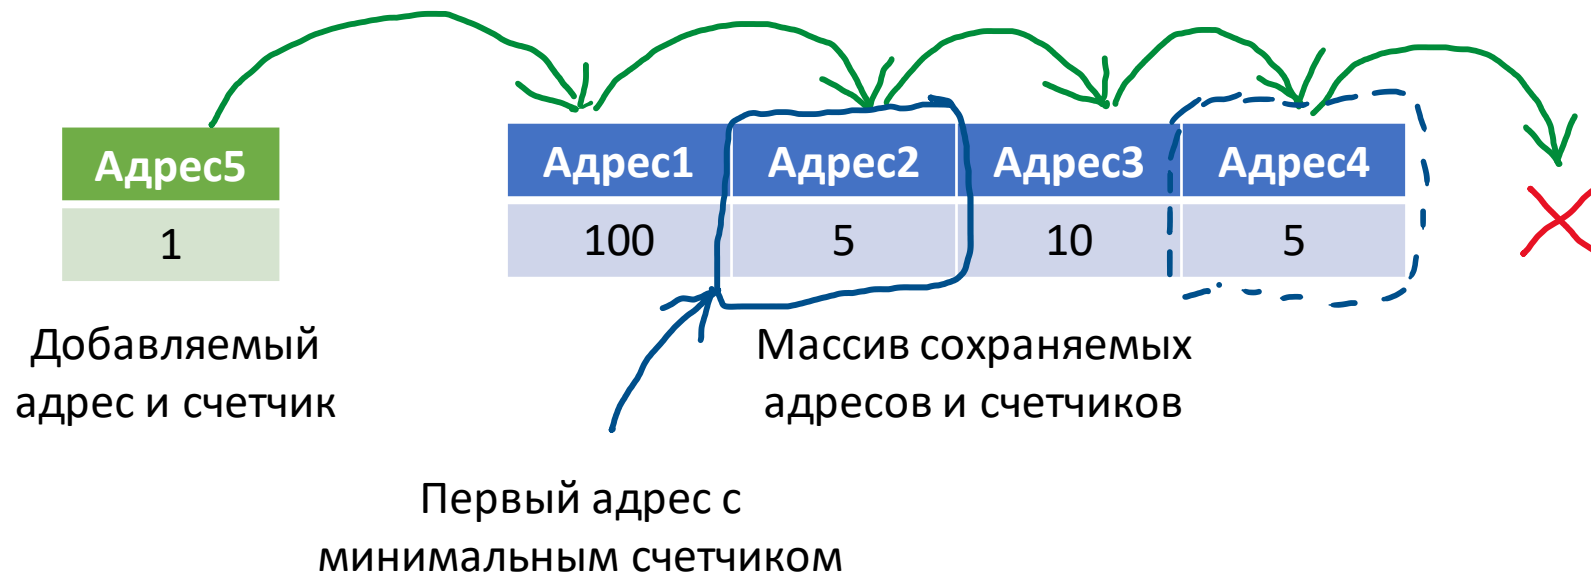 Адрес5
1
Адрес1 Адрес2 Адрес3 Адрес4
100 5 10 5
Добавляемый
адрес и счетчик
Массив сохраняемых
адресов и счетчиков
Первый адрес с
минимальным счетчиком